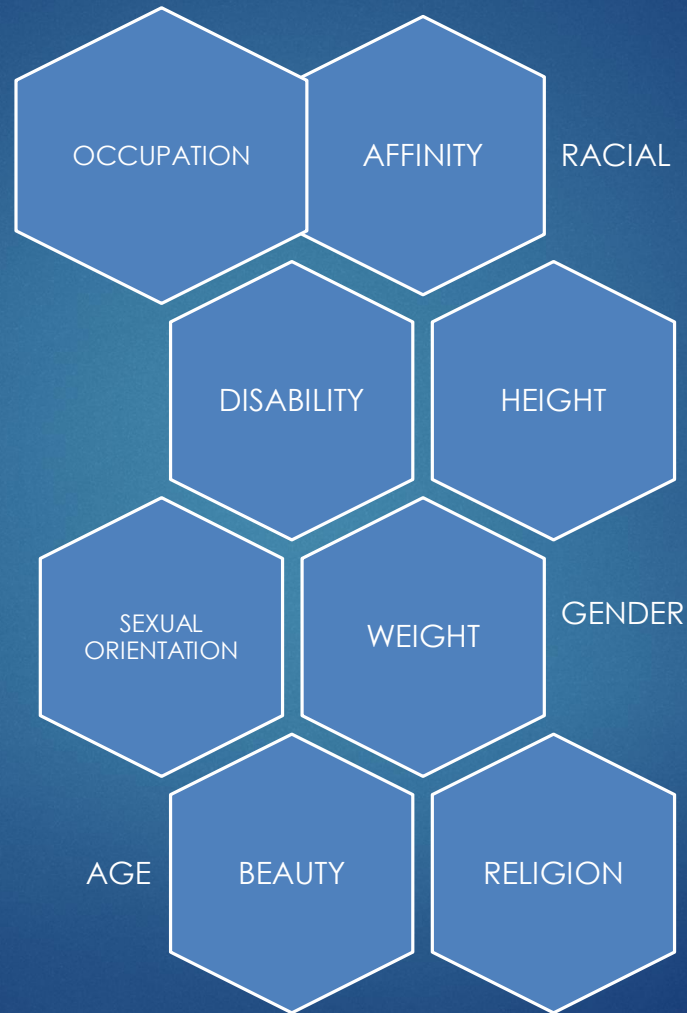 OCCUPATION
AFFINITY
RACIAL
DISABILITY
HEIGHT
SEXUAL
ORIENTATION
WEIGHT
GENDER
AGE
BEAUTY
RELIGION